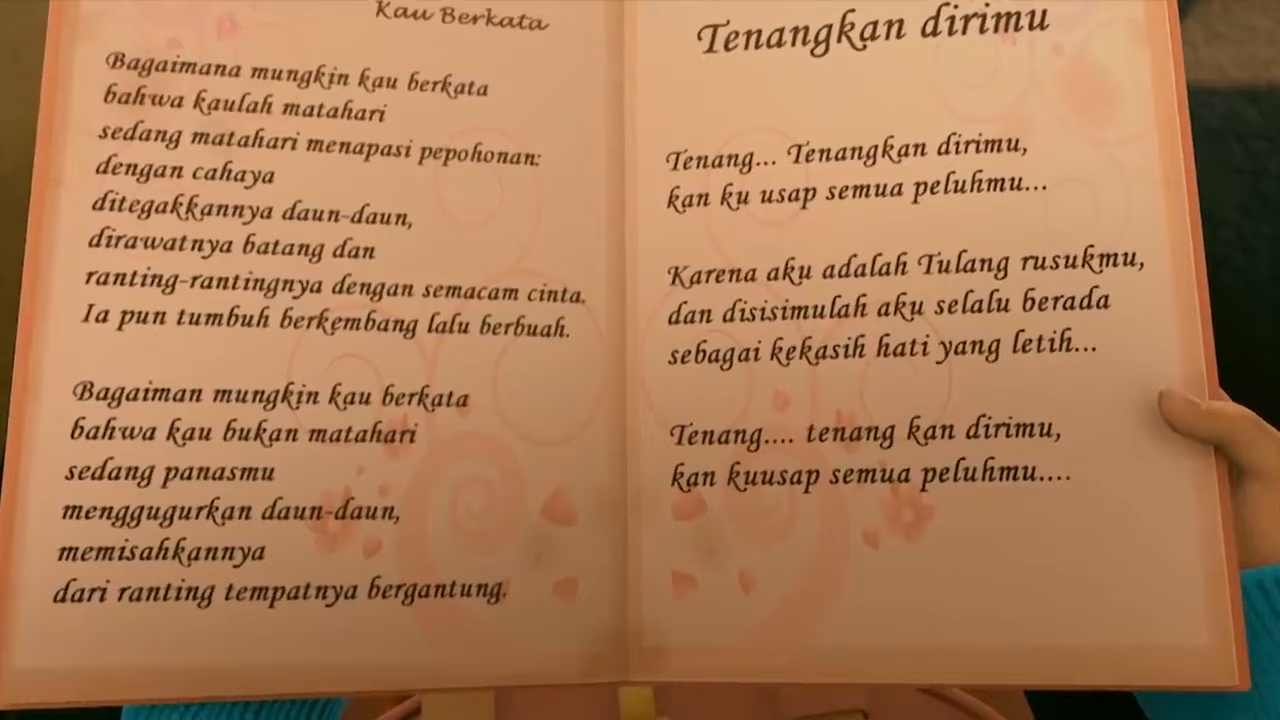 Kau Berkata
Bagaimana mungkin kau berkata
bahwa kaulah matahari
sedang matahari menapasi pepohonan:
dengan cahaya
ditegakkannya daun-daun,
dirawatnya batang dan
ranting-rantingnya dengan semacam cinta.
Ia pun tumbuh berkembang lalu berbuah.
Bagaiman mungkin kau berkata
bahwa kau bukan matahari
sedang panasmu
menggugurkan daun-daun,
memisahkannya
dari ranting tempatnya bergantung.
Tenangkan dirimu
Tenang... Tenangkan dirimu,
kan ku usap semua peluhmu...
Karena aku adalah Tulang rusukmu,
dan disisimulah aku selalu berada
sebagai kekasih hati yang letih...
Tenang.... tenang kan dirimu,
kan kuusap semua peluhmu....